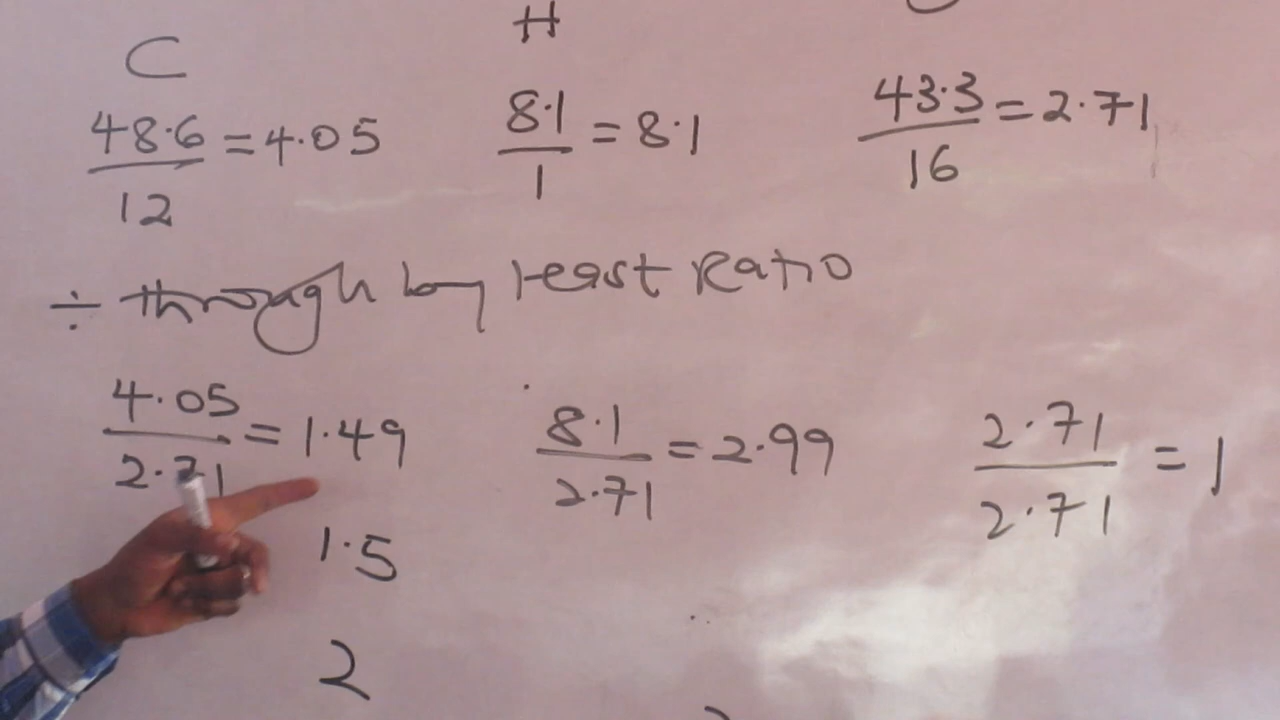 C H
48.6/12 = 4.05 8.1/1 = 8.1 43.3/16 = 2.71
÷ through by least Ratio
4.05/2.71 = 1.49 8.1/2.71 = 2.99 2.71/2.71 = 1
1.5
2